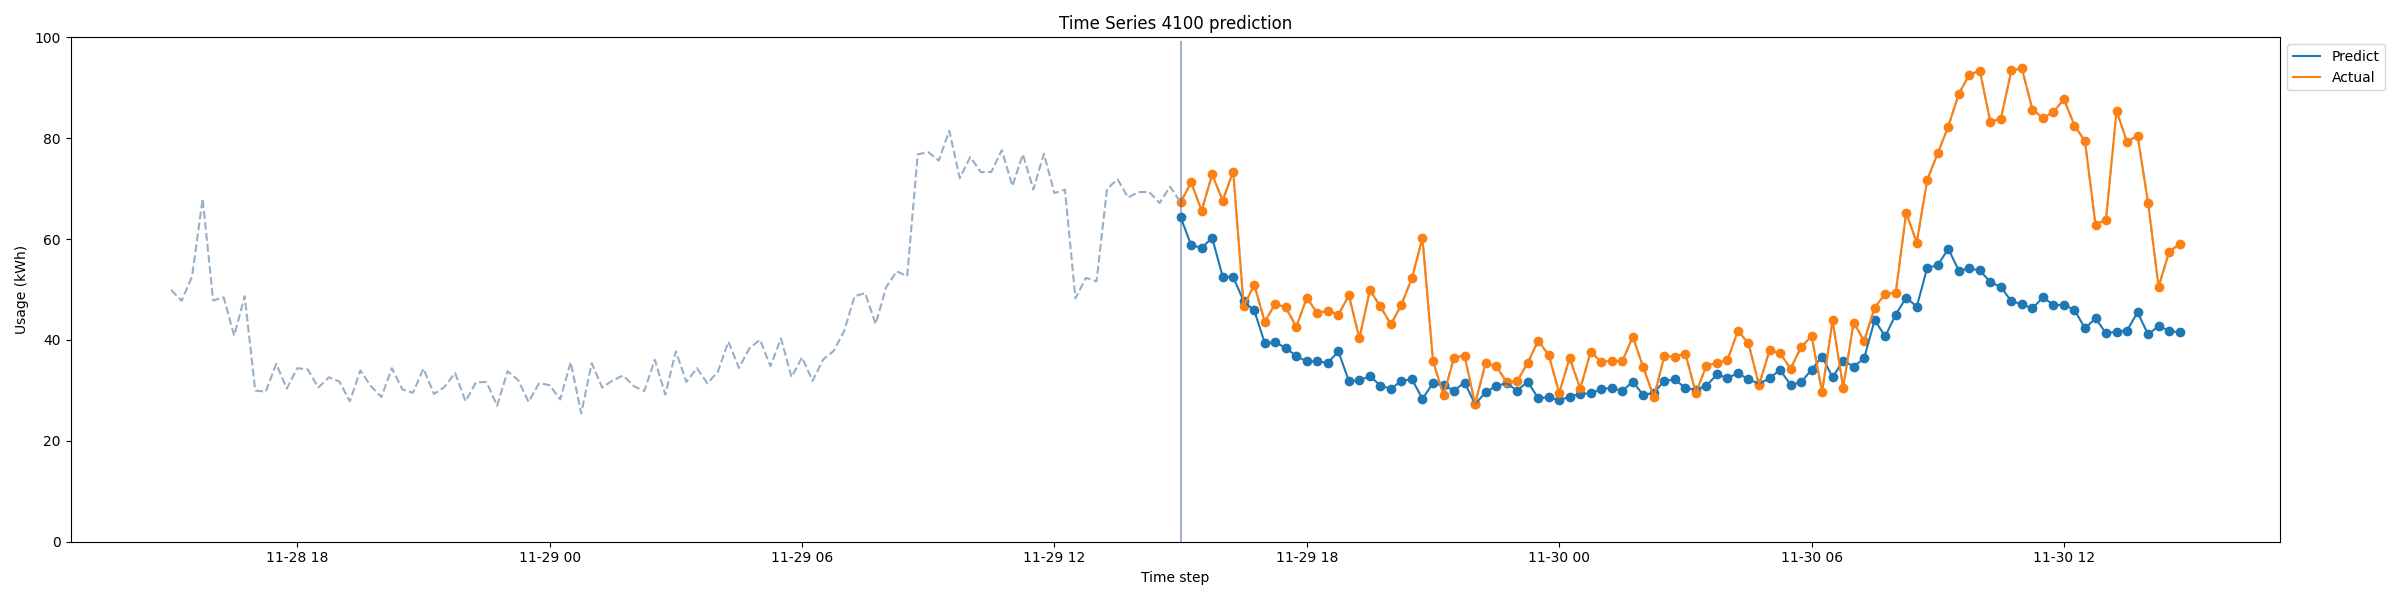 Time Series 4100 prediction
100
80
60
40
20
0
Usage (kWh)
11-28 18
11-29 00
11-29 06
11-29 12
11-29 18
11-30 00
11-30 06
11-30 12
Time step
Predict
Actual